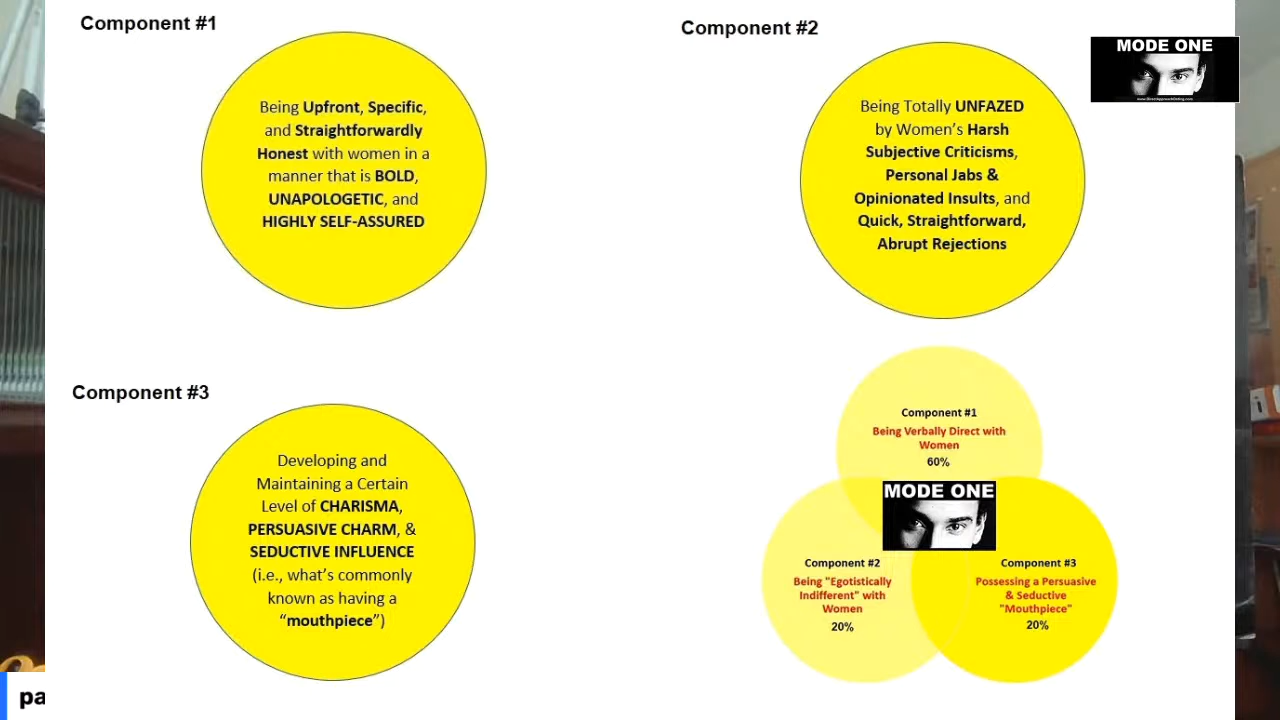 Component #1
Being Upfront, Specific,
and Straightforwardly
Honest with women in a
manner that is BOLD,
UNAPOLOGETIC, and
HIGHLY SELF-ASSURED
Component #2
MODE ONE
www.DirectApproachDating.com
Being Totally UNFAZED
by Women's Harsh
Subjective Criticisms,
Personal Jabs &
Opinionated Insults, and
Quick, Straightforward,
Abrupt Rejections
Component #3
Developing and
Maintaining a Certain
Level of CHARISMA,
PERSUASIVE CHARM, &
SEDUCTIVE INFLUENCE
(i.e., what's commonly
known as having a
“mouthpiece”)
Component #1
Being Verbally Direct with
Women
60%
MODE ONE
Component #2
Being "Egotistically
Indifferent" with
Women
20%
Component #3
Possessing a Persuasive
& Seductive
"Mouthpiece"
20%
pa